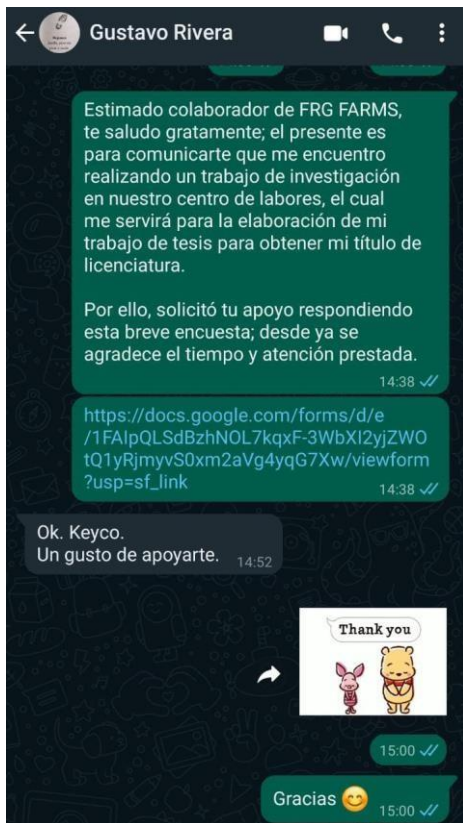 Gustavo Rivera
Estimado colaborador de FRG FARMS,
te saludo gratamente; el presente es
para comunicarte que me encuentro
realizando un trabajo de investigación
en nuestro centro de labores, el cual
me servirá para la elaboración de mi
trabajo de tesis para obtener mi título de
licenciatura.
Por ello, solicitó tu apoyo respondiendo
esta breve encuesta; desde ya se
agradece el tiempo y atención prestada.
14:38
https://docs.google.com/forms/d/e
/1FAIpQLSdBzhNOL7kqxF-3WbXI2yjZWO
tQ1yRjmyvS0xm2aVg4yqG7Xw/viewform
?usp=sf_link
14:38
Ok. Keyco.
Un gusto de apoyarte. 14:52
Thank you
15:00
Gracias 😊 15:00